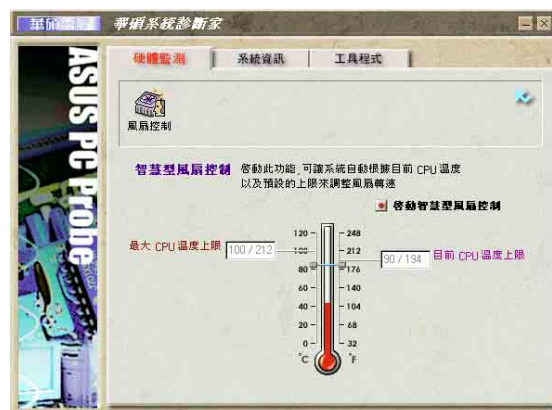 華碩電腦
華碩系統診斷家
ASUS PC Probe
硬體監測
系統資訊
工具程式
風扇控制
智慧型風扇控制
啓動此功能,可讓系統自動根據目前 CPU 溫度
以及預設的上限來調整風扇轉速
啓動智慧型風扇控制
最大 CPU 溫度上限
100 / 212
90 / 194
目前 CPU 溫度上限
120 - - 248
100 - - 212
80 - 176
60 - - 140
40 - - 104
20 - - 68
0 - - 32
°C °F